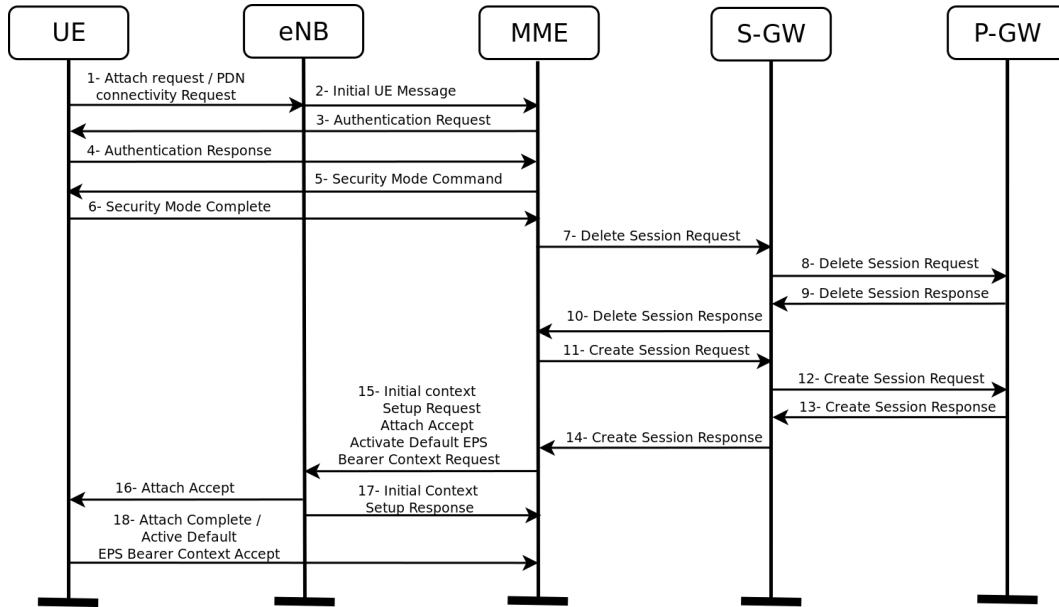 UE
eNB
MME
S-GW
P-GW
1- Attach request / PDN
connectivity Request
2- Initial UE Message
3- Authentication Request
4- Authentication Response
5- Security Mode Command
6- Security Mode Complete
7- Delete Session Request
8- Delete Session Request
9- Delete Session Response
10- Delete Session Response
11- Create Session Request
12- Create Session Request
13- Create Session Response
14- Create Session Response
15- Initial context
Setup Request
Attach Accept
Activate Default EPS
Bearer Context Request
16- Attach Accept
17- Initial Context
Setup Response
18- Attach Complete /
Active Default
EPS Bearer Context Accept